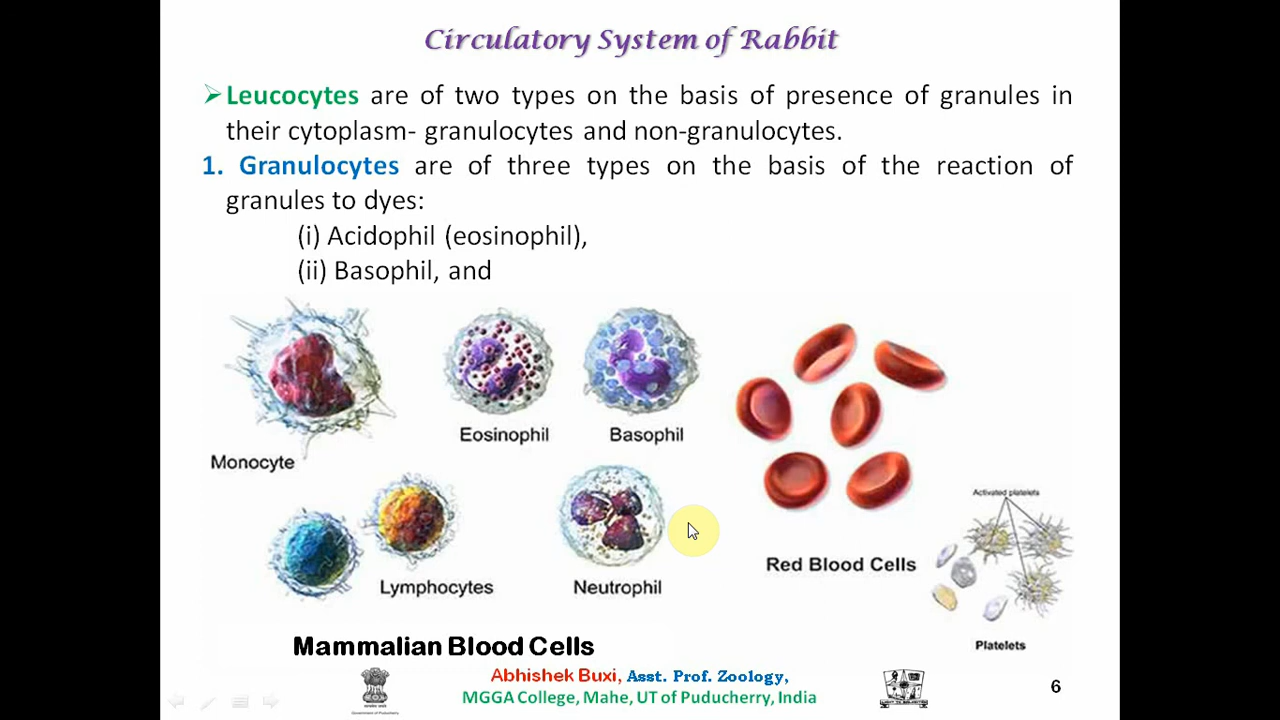 Circulatory System of Rabbit
Leucocytes are of two types on the basis of presence of granules in
their cytoplasm- granulocytes and non-granulocytes.
1. Granulocytes are of three types on the basis of the reaction of
granules to dyes:
(i) Acidophil (eosinophil),
(ii) Basophil, and
Monocyte
Eosinophil
Basophil
Lymphocytes
Neutrophil
Red Blood Cells
Activated platelets
Platelets
Mammalian Blood Cells
Abhishek Buxi, Asst. Prof. Zoology,
MGGA College, Mahe, UT of Puducherry, India
Government of Puducherry
6